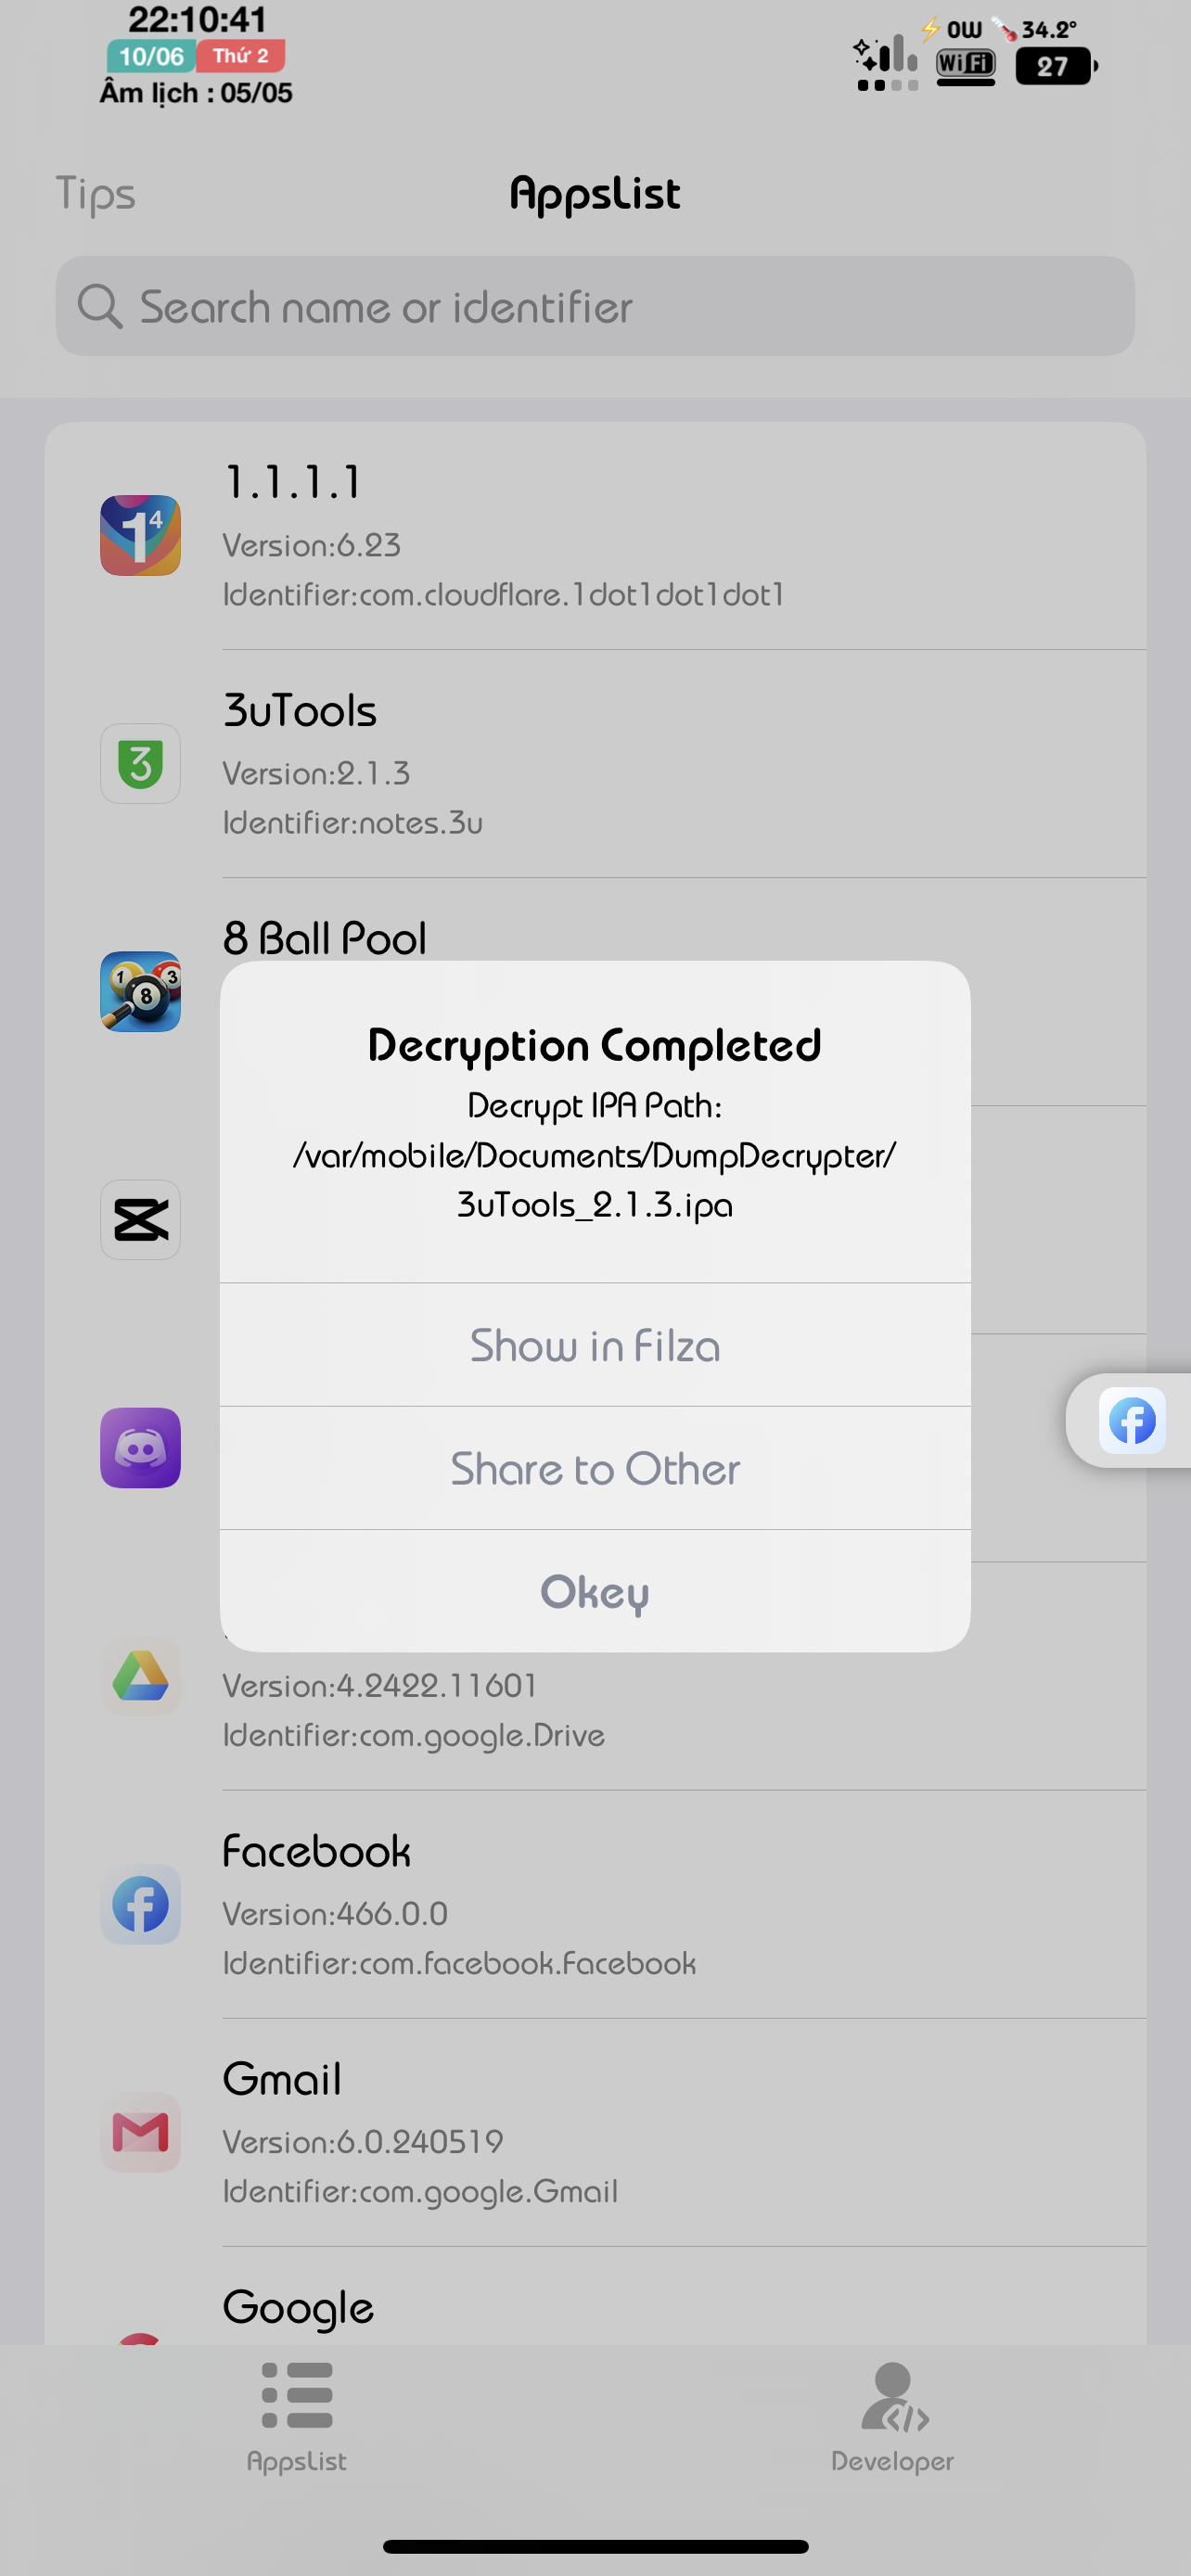 22:10:41
10/06 Thứ 2
Âm lịch : 05/05
⚡ 0W 🌡️ 34.2°
WiFi
27
Tips
AppsList
Search name or identifier
1.1.1.1
Version:6.23
Identifier:com.cloudflare.1dot1dot1dot1
3uTools
Version:2.1.3
Identifier:notes.3u
8 Ball Pool
Decryption Completed
Decrypt IPA Path:
/var/mobile/Documents/DumpDecrypter/
3uTools_2.1.3.ipa
Show in Filza
Share to Other
Okey
Version:4.2422.11601
Identifier:com.google.Drive
Facebook
Version:466.0.0
Identifier:com.facebook.Facebook
Gmail
Version:6.0.240519
Identifier:com.google.Gmail
Google
AppsList
Developer